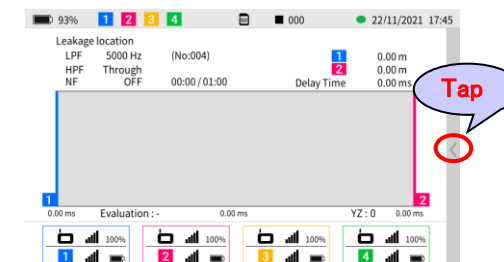 93% 1 2 3 4 000 22/11/2021 17:45
Leakage location
LPF 5000 Hz (No:004) 1 0.00 m
HPF Through 2 0.00 m
NF OFF 00:00 / 01:00 Delay Time 0.00 ms
Tap
1 2
0.00 ms Evaluation : - 0.00 ms YZ : 0 0.00 ms
100% 100% 100% 100%
1 2 3 4